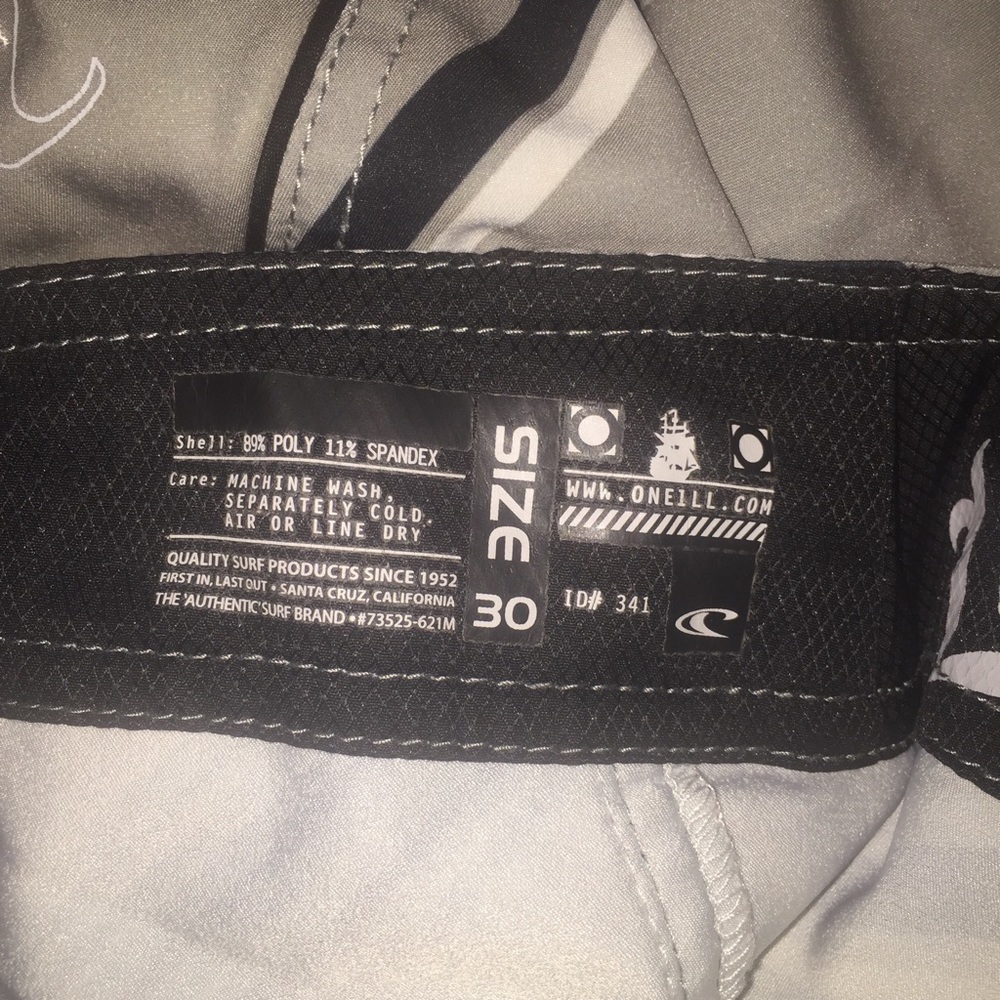 Shell: 89% POLY 11% SPANDEX
Care: MACHINE WASH,
SEPARATELY COLD.
AIR OR LINE DRY
QUALITY SURF PRODUCTS SINCE 1952
FIRST IN, LAST OUT • SANTA CRUZ, CALIFORNIA
THE 'AUTHENTIC' SURF BRAND • #73525-621M
SIZE
30
WWW.ONEILL.COM
ID# 341